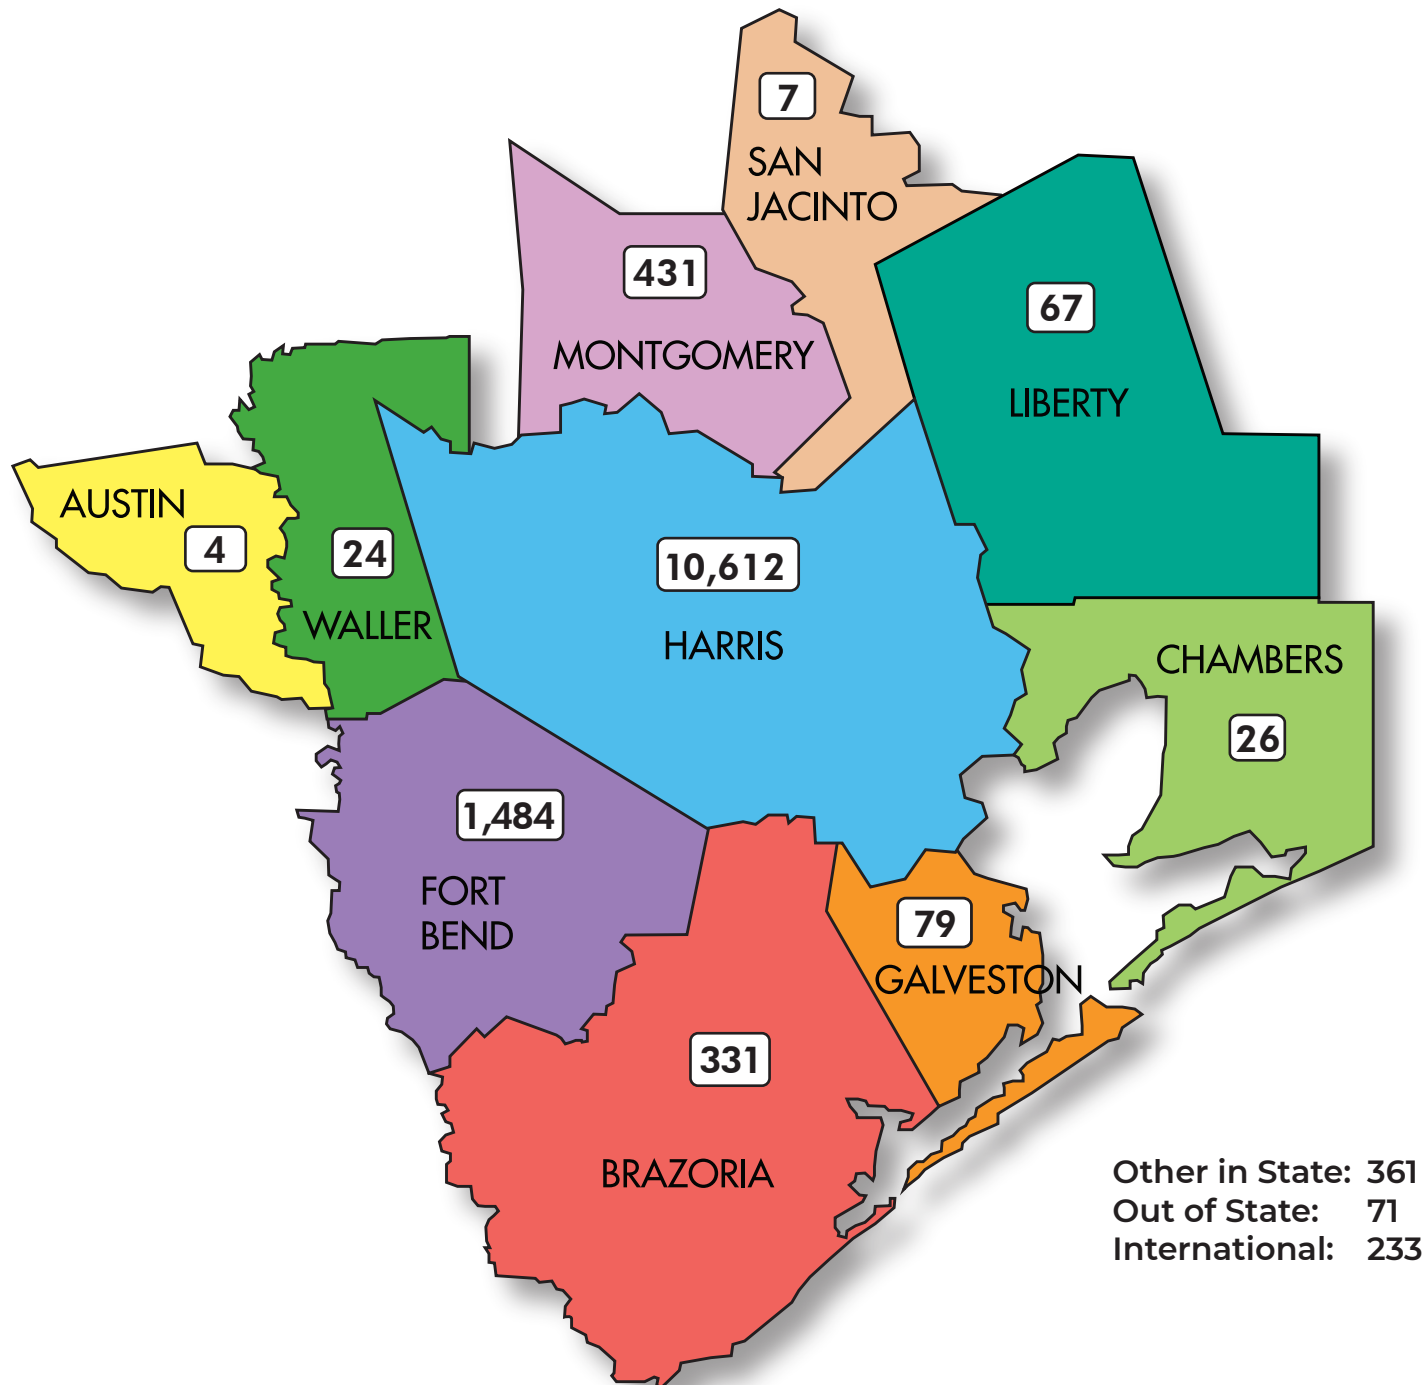 7
SAN
JACINTO
431
MONTGOMERY
67
LIBERTY
AUSTIN
4
24
WALLER
10,612
HARRIS
CHAMBERS
26
1,484
FORT
BEND
79
GALVESTON
331
BRAZORIA
Other in State: 361
Out of State: 71
International: 233